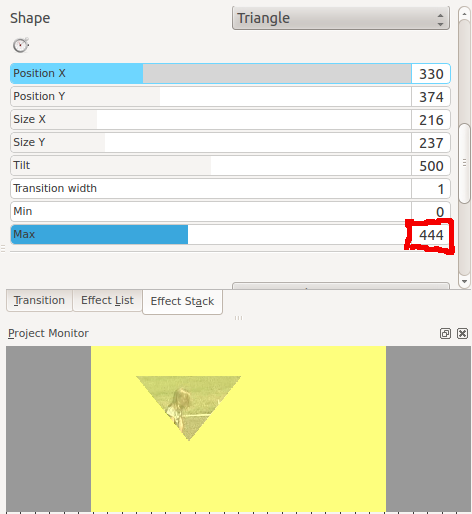 Shape Triangle
Position X 330
Position Y 374
Size X 216
Size Y 237
Tilt 500
Transition width 1
Min 0
Max 444
Transition Effect List Effect Stack
Project Monitor